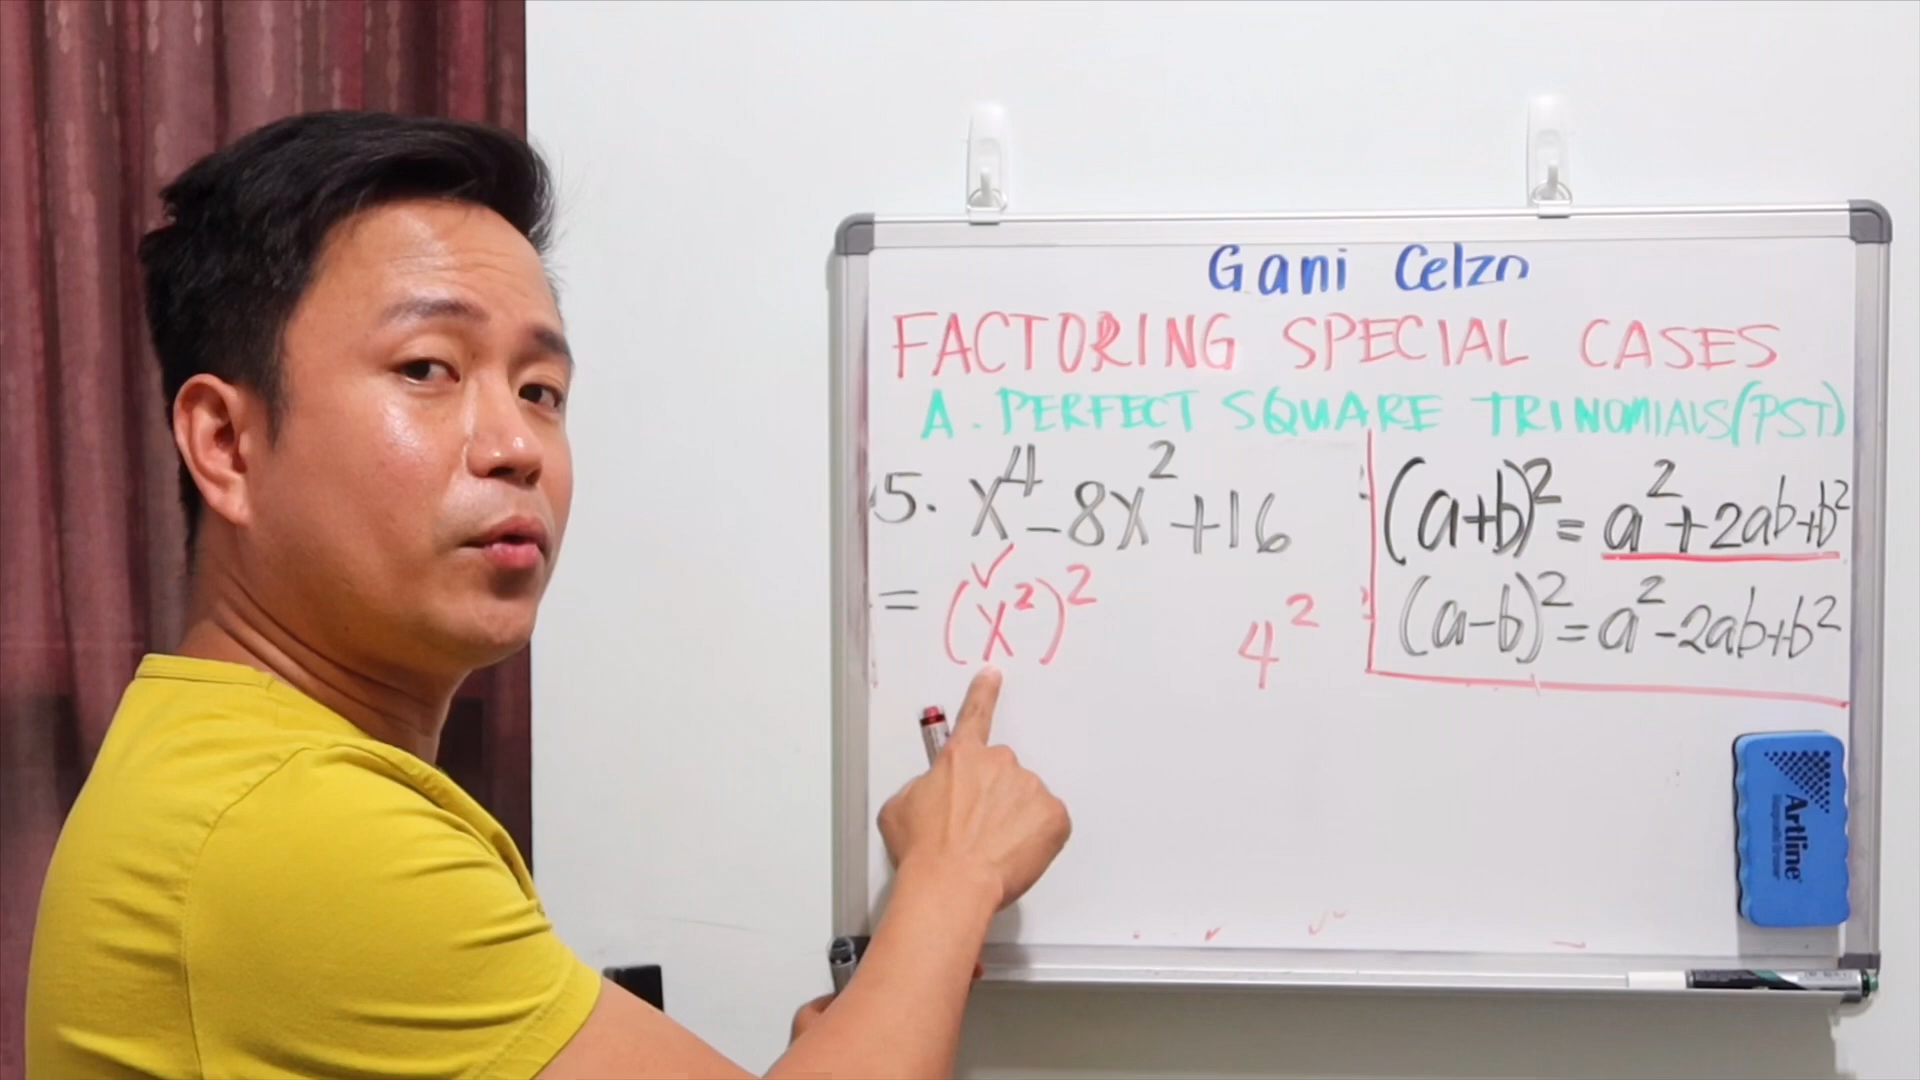 Gani Celzo
FACTORING SPECIAL CASES
A. PERFECT SQUARE TRINOMIALS (PST)
5. x⁴-8x²+16
= (x²)² 4²
(a+b)² = a²+2ab+b²
(a-b)² = a²-2ab+b²
Artline